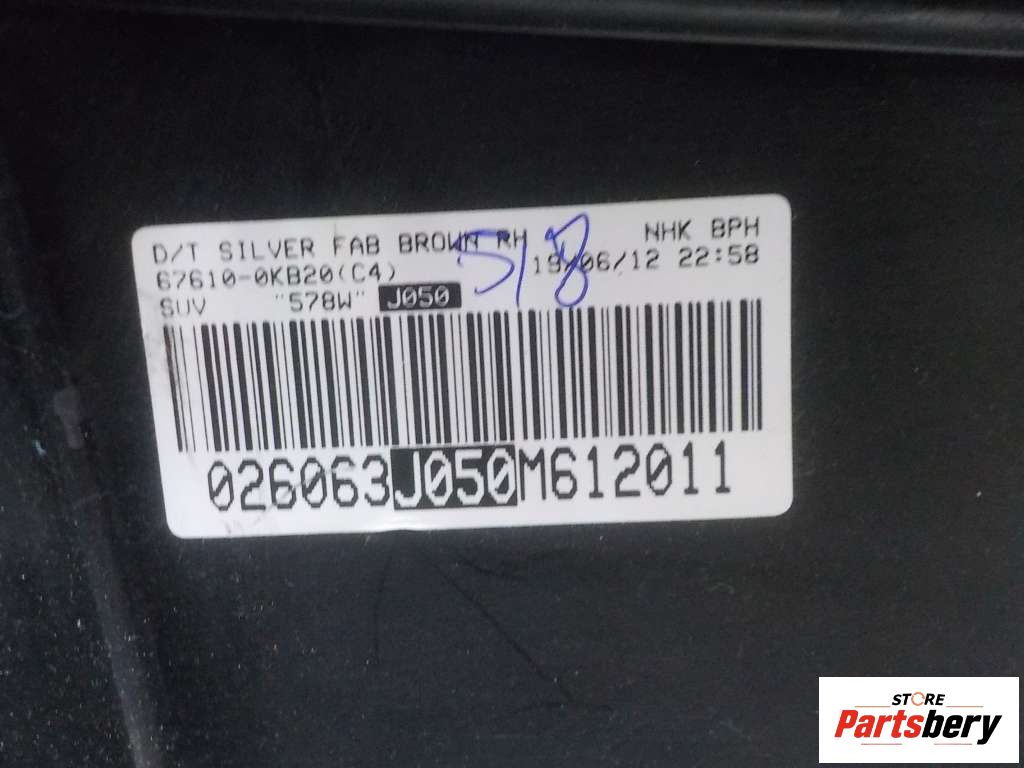 D/T SILVER FAB BROWN RH NHK BPH
67610-0KB20(C4) 19/06/12 22:58
SUV "578W" J050
518
026063J050M612011
STORE
Partsbery